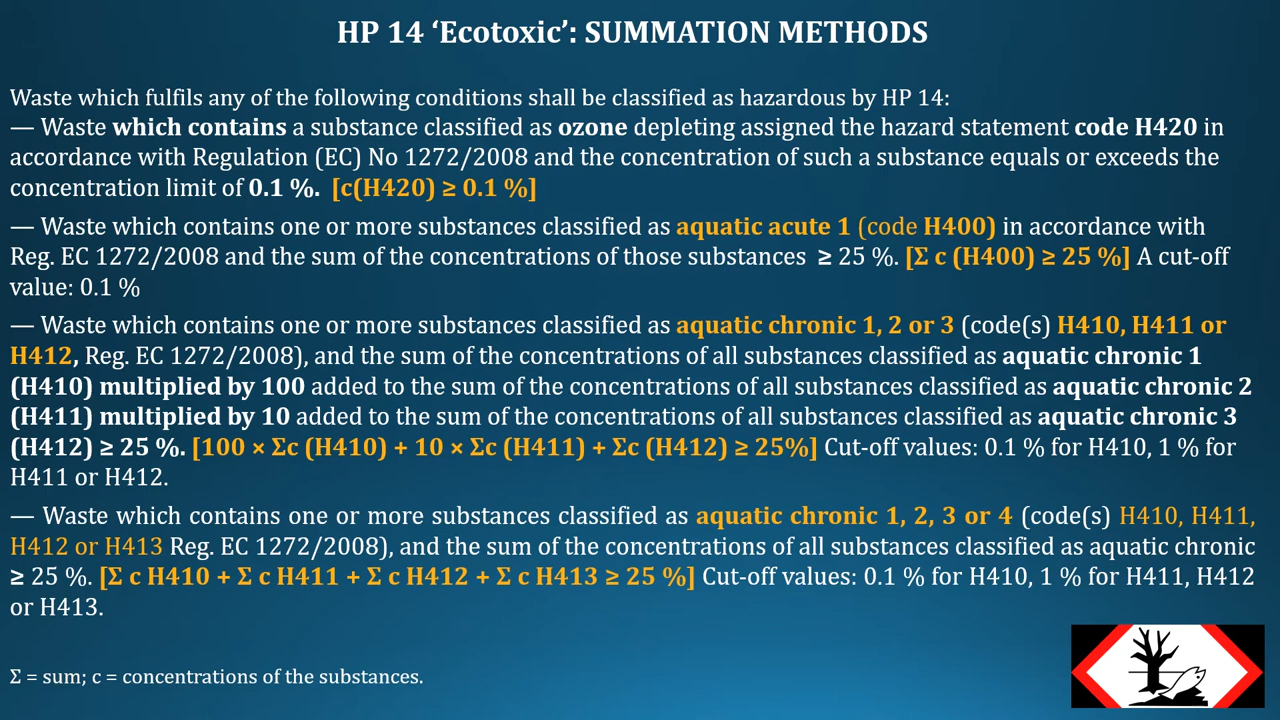 HP 14 ‘Ecotoxic’: SUMMATION METHODS
Waste which fulfils any of the following conditions shall be classified as hazardous by HP 14:
— Waste which contains a substance classified as ozone depleting assigned the hazard statement code H420 in
accordance with Regulation (EC) No 1272/2008 and the concentration of such a substance equals or exceeds the
concentration limit of 0.1 %. [c(H420) ≥ 0.1 %]
— Waste which contains one or more substances classified as aquatic acute 1 (code H400) in accordance with
Reg. EC 1272/2008 and the sum of the concentrations of those substances ≥ 25 %. [Σ c (H400) ≥ 25 %] A cut-off
value: 0.1 %
— Waste which contains one or more substances classified as aquatic chronic 1, 2 or 3 (code(s) H410, H411 or
H412, Reg. EC 1272/2008), and the sum of the concentrations of all substances classified as aquatic chronic 1
(H410) multiplied by 100 added to the sum of the concentrations of all substances classified as aquatic chronic 2
(H411) multiplied by 10 added to the sum of the concentrations of all substances classified as aquatic chronic 3
(H412) ≥ 25 %. [100 × Σc (H410) + 10 × Σc (H411) + Σc (H412) ≥ 25%] Cut-off values: 0.1 % for H410, 1 % for
H411 or H412.
— Waste which contains one or more substances classified as aquatic chronic 1, 2, 3 or 4 (code(s) H410, H411,
H412 or H413 Reg. EC 1272/2008), and the sum of the concentrations of all substances classified as aquatic chronic
≥ 25 %. [Σ c H410 + Σ c H411 + Σ c H412 + Σ c H413 ≥ 25 %] Cut-off values: 0.1 % for H410, 1 % for H411, H412
or H413.
Σ = sum; c = concentrations of the substances.